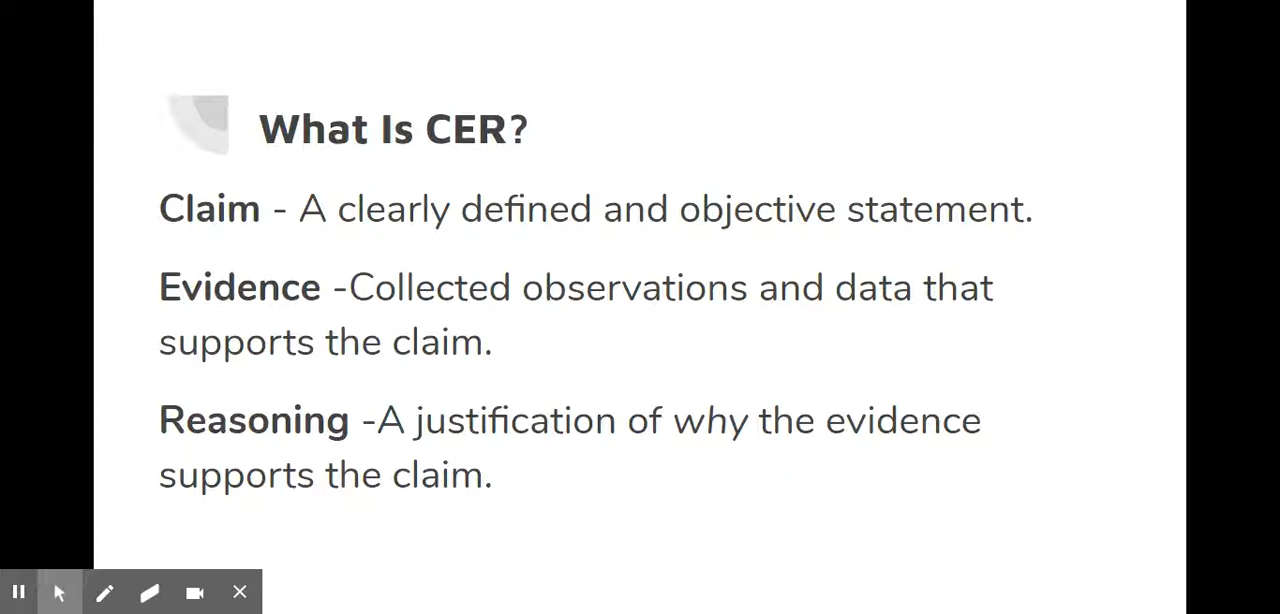 What Is CER?
Claim - A clearly defined and objective statement.
Evidence -Collected observations and data that
supports the claim.
Reasoning -A justification of why the evidence
supports the claim.